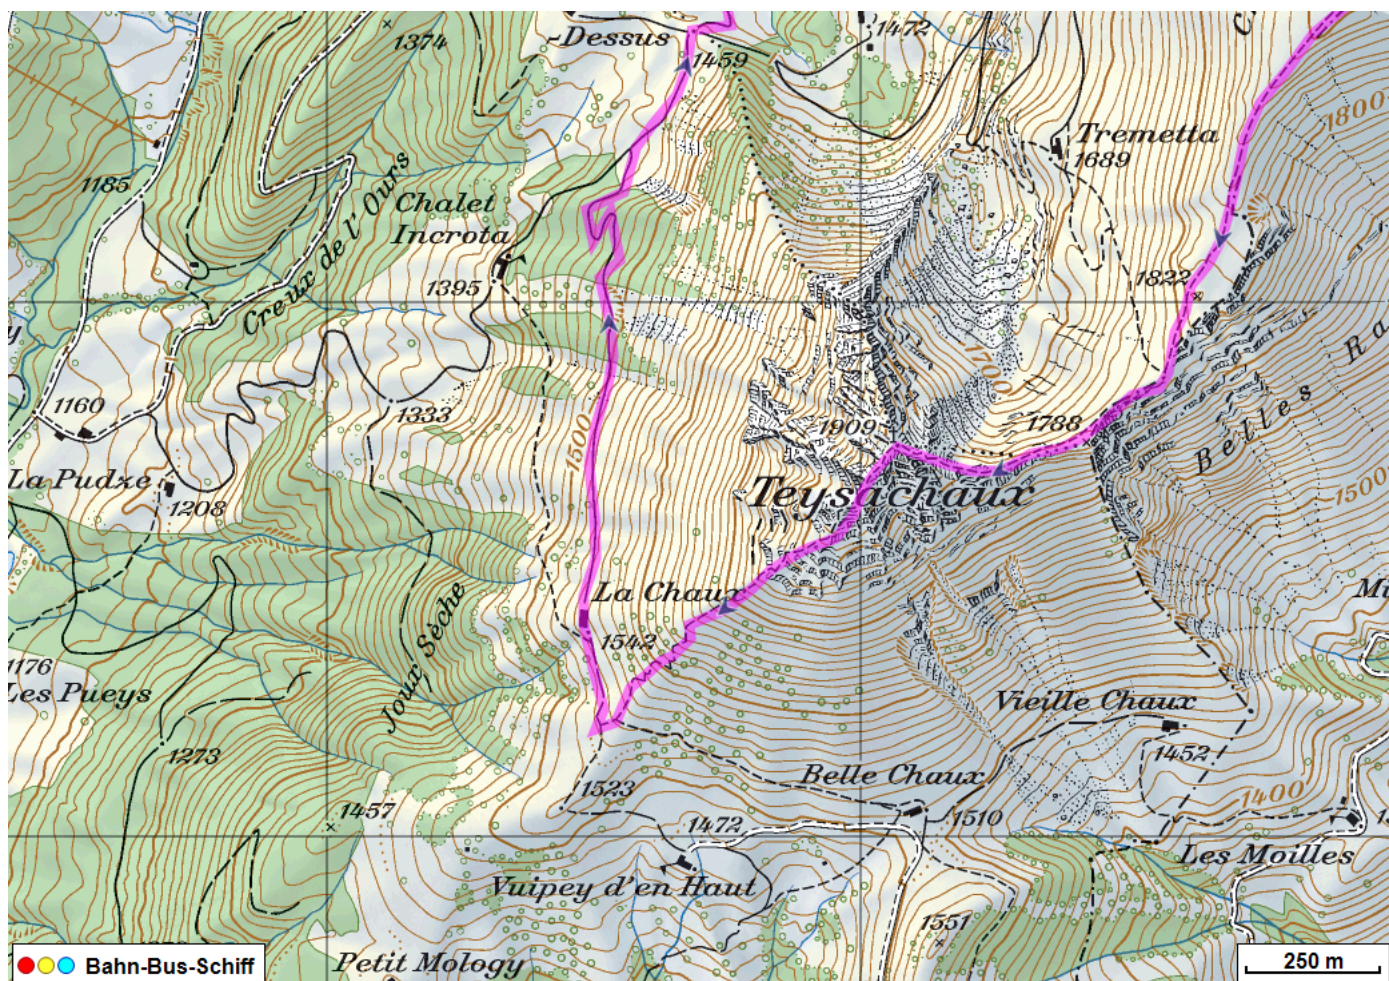 1374
-Dessus
1459
1472
C
1800
Tremetta
1689
1185
Creux de l'Ours
Chalet
Incrota
1395
1822
1700
Ra
Belles
1160
1333
1500
1909
1788
La Pudze
1208
Teysachaux
1500
Joux Sèche
La Chaux
1542
Mu
1176
Les Pueys
1273
Vieille Chaux
1452
1523
Belle Chaux
1400
1457
1472
1510
Les Moilles
Vuipey d'en Haut
1551
Petit Mology
Bahn-Bus-Schiff
250 m